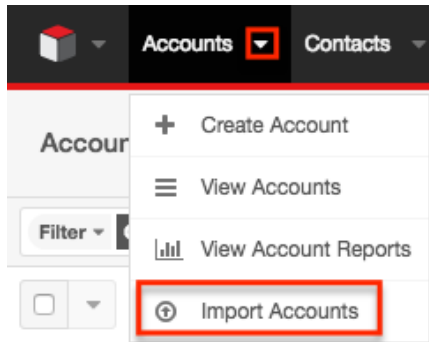 Accounts Contacts
Create Account
Accour
View Accounts
Filter
View Account Reports
Import Accounts